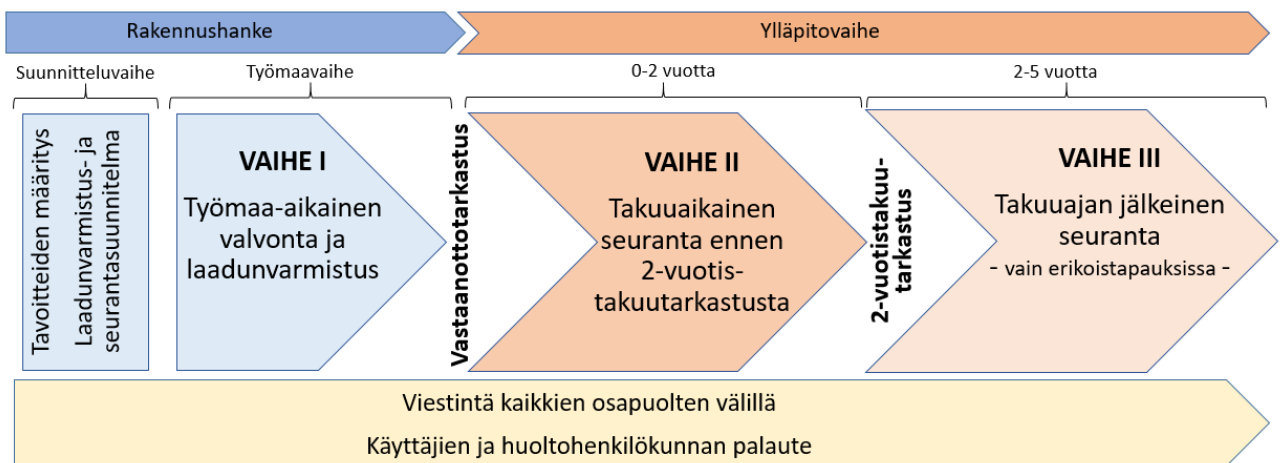 Rakennushanke
Ylläpitovaihe
Suunnitteluvaihe
Työmaavaihe
0-2 vuotta
2-5 vuotta
Tavoitteiden määritys
Laadunvarmistus- ja
seurantasuunnitelma
VAIHE I
Työmaa-aikainen
valvonta ja
laadunvarmistus
Vastaanottotarkastus
VAIHE II
Takuuaikainen
seuranta ennen
2-vuotis-
takuutarkastusta
2-vuotistakuu-
tarkastus
VAIHE III
Takuuajan jälkeinen
seuranta
- vain erikoistapauksissa -
Viestintä kaikkien osapuolten välillä
Käyttäjien ja huoltohenkilökunnan palaute